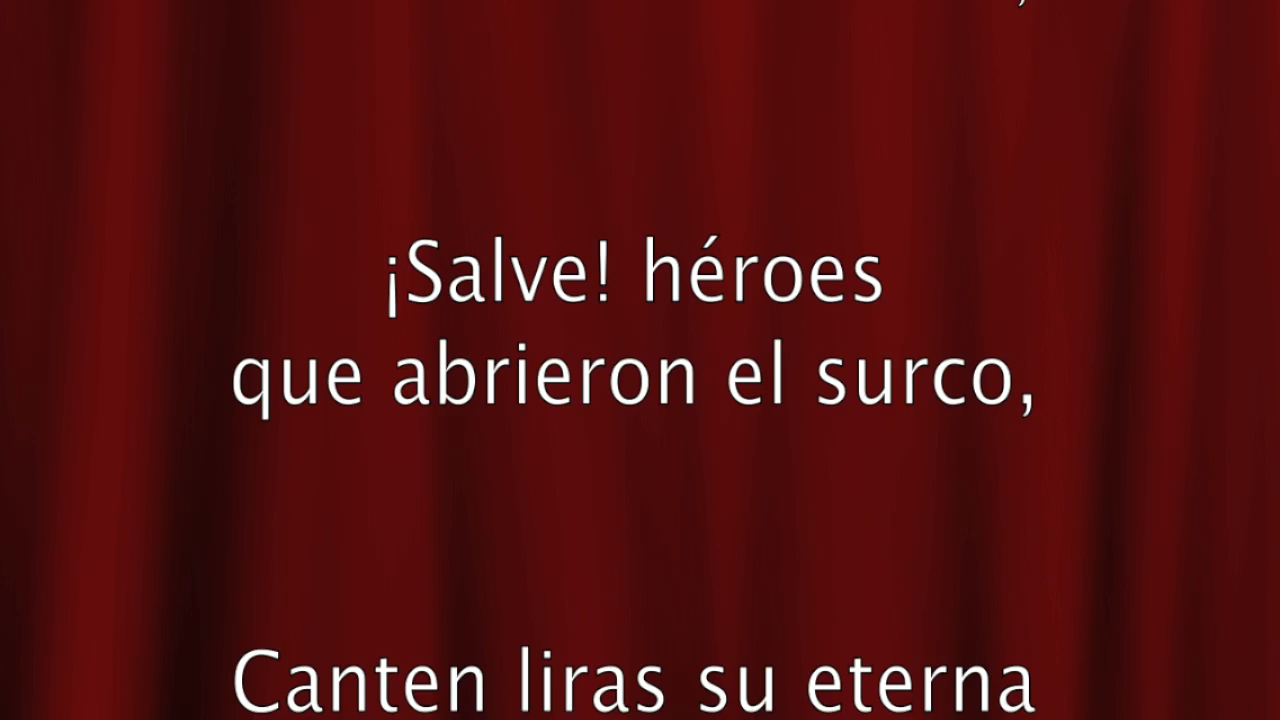 ¡Salve! héroes
que abrieron el surco,
Canten liras su eterna